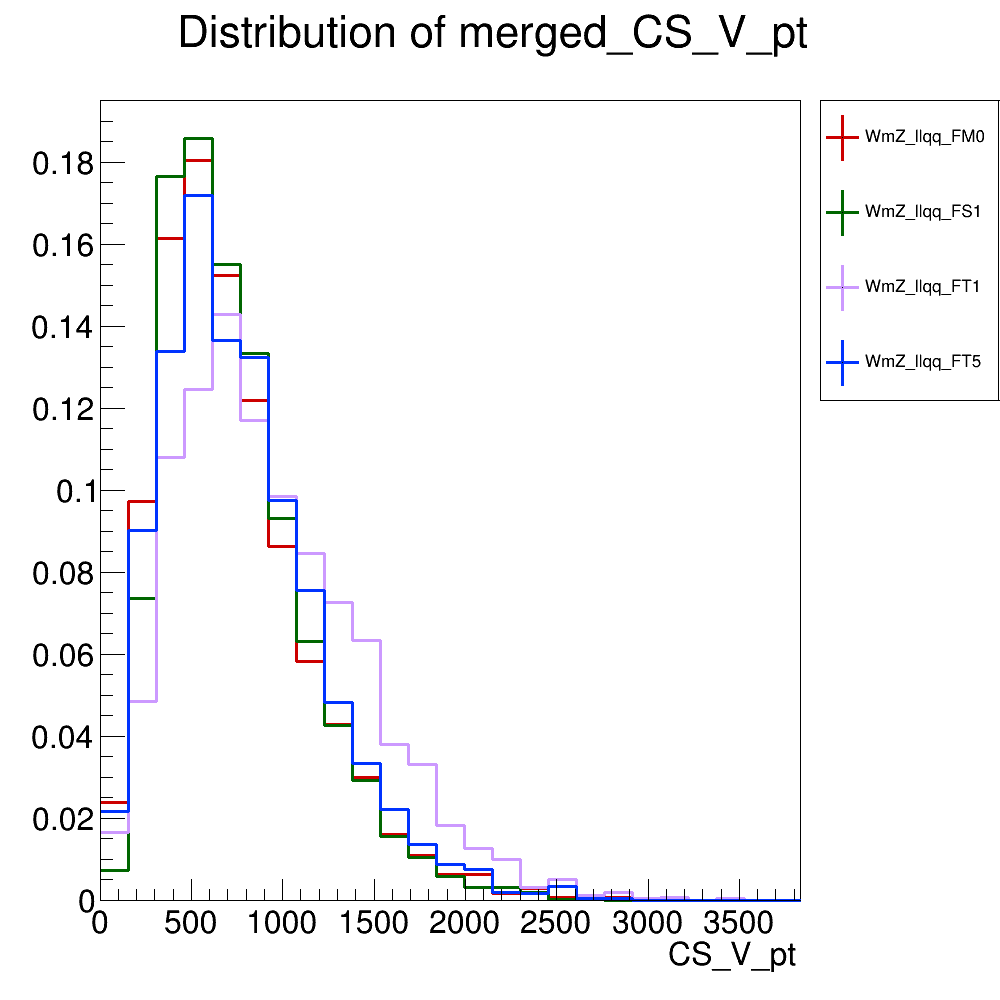 Distribution of merged_CS_V_pt
WmZ_llqq_FM0
WmZ_llqq_FS1
WmZ_llqq_FT1
WmZ_llqq_FT5
0.18
0.16
0.14
0.12
0.1
0.08
0.06
0.04
0.02
0
0 500 1000 1500 2000 2500 3000 3500
CS_V_pt